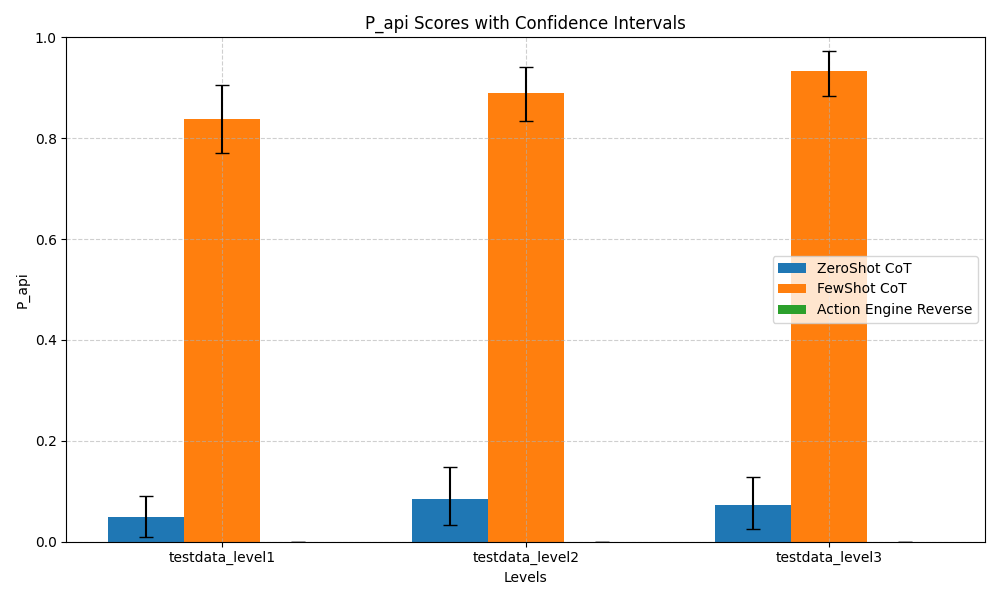 P_api Scores with Confidence Intervals
1.0
0.8
0.6
0.4
0.2
0.0
P_api
ZeroShot CoT
FewShot CoT
Action Engine Reverse
testdata_level1
testdata_level2
testdata_level3
Levels